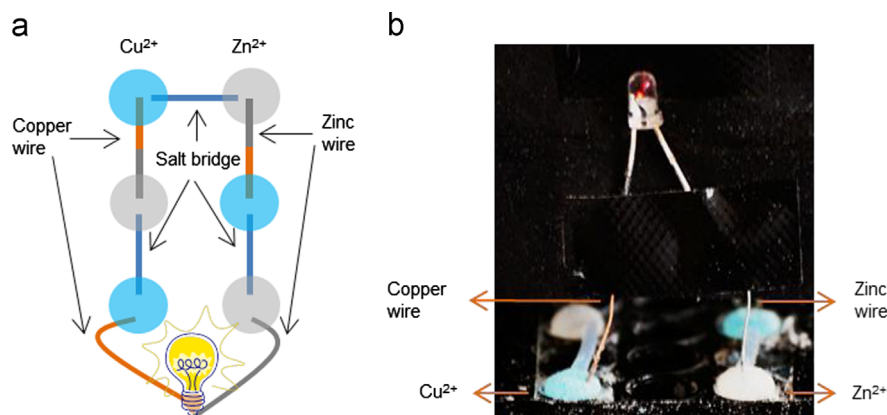 a
Cu²⁺
Zn²⁺
Copper
wire
Salt bridge
Zinc
wire
b
Copper
wire
Zinc
wire
Cu²⁺
Zn²⁺